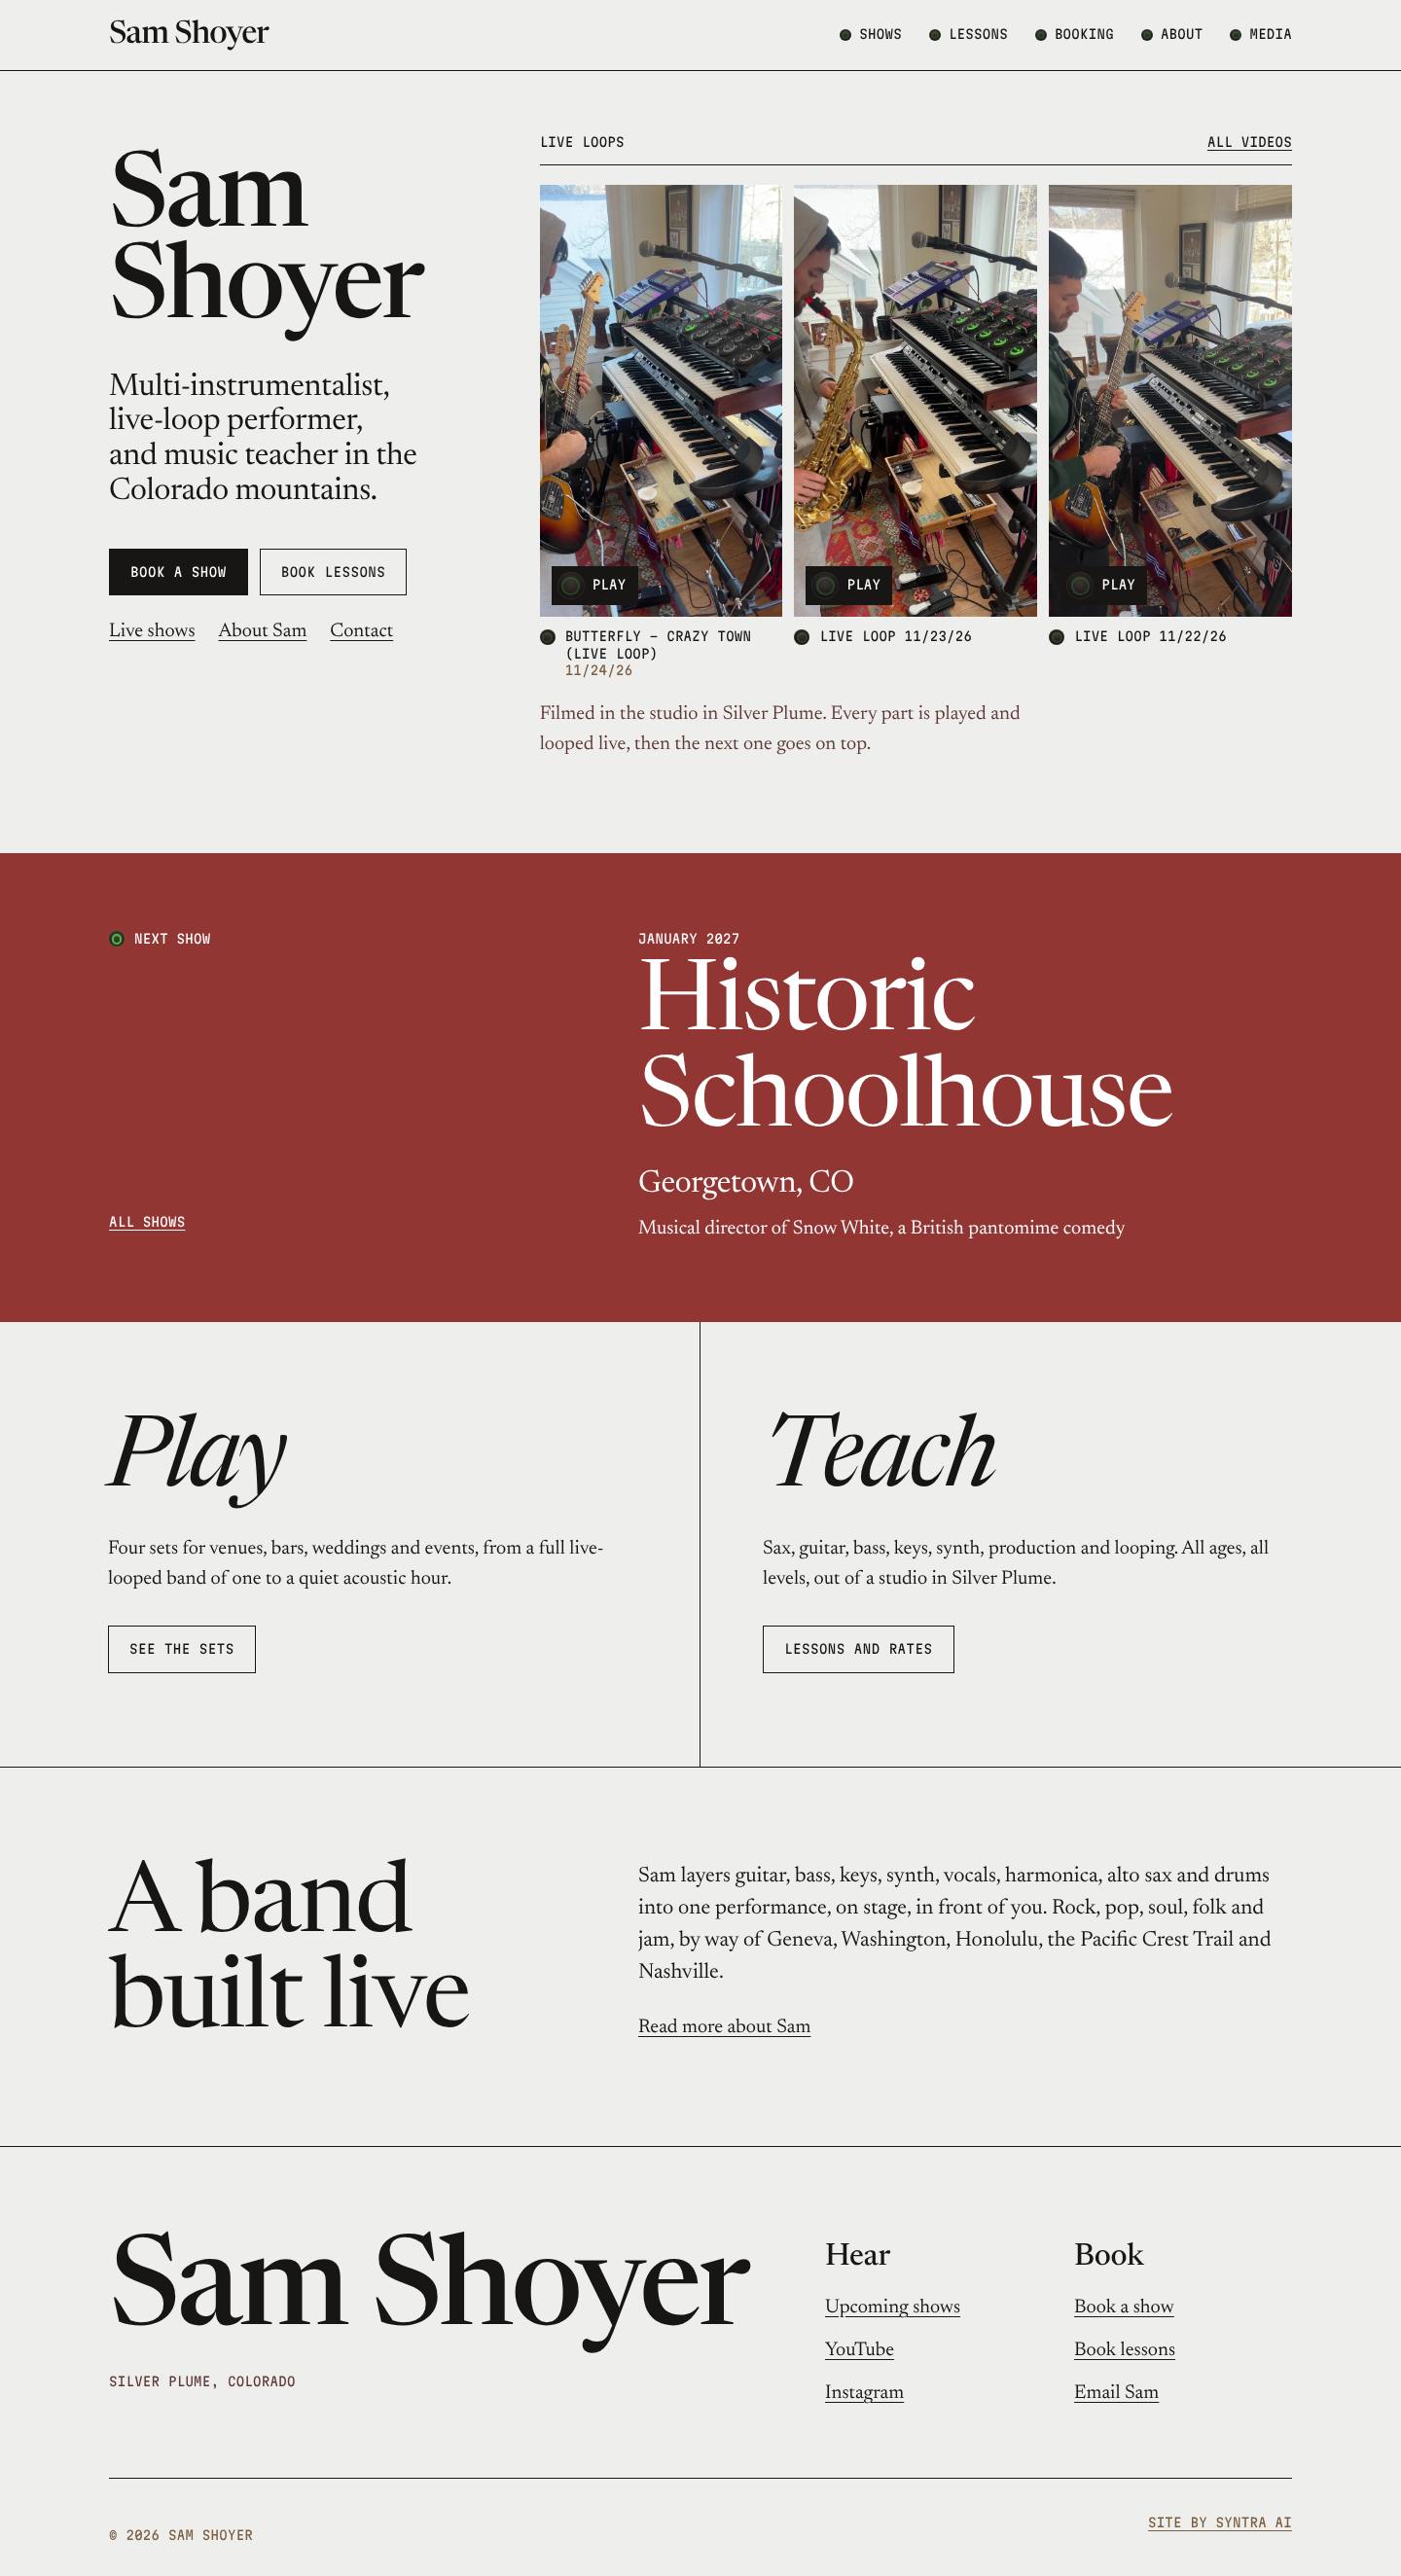 Sam Shoyer
SHOWS
LESSONS
BOOKING
ABOUT
MEDIA
Sam
Shoyer
Multi-instrumentalist,
live-loop performer,
and music teacher in the
Colorado mountains.
BOOK A SHOW
BOOK LESSONS
Live shows
About Sam
Contact
LIVE LOOPS
ALL VIDEOS
PLAY
PLAY
PLAY
BUTTERFLY – CRAZY TOWN
(LIVE LOOP)
11/24/26
LIVE LOOP 11/23/26
LIVE LOOP 11/22/26
Filmed in the studio in Silver Plume. Every part is played and
looped live, then the next one goes on top.
NEXT SHOW
ALL SHOWS
JANUARY 2027
Historic
Schoolhouse
Georgetown, CO
Musical director of Snow White, a British pantomime comedy
Play
Four sets for venues, bars, weddings and events, from a full live-
looped band of one to a quiet acoustic hour.
SEE THE SETS
Teach
Sax, guitar, bass, keys, synth, production and looping. All ages, all
levels, out of a studio in Silver Plume.
LESSONS AND RATES
A band
built live
Sam layers guitar, bass, keys, synth, vocals, harmonica, alto sax and drums
into one performance, on stage, in front of you. Rock, pop, soul, folk and
jam, by way of Geneva, Washington, Honolulu, the Pacific Crest Trail and
Nashville.
Read more about Sam
Sam Shoyer
SILVER PLUME, COLORADO
Hear
Upcoming shows
YouTube
Instagram
Book
Book a show
Book lessons
Email Sam
© 2026 SAM SHOYER
SITE BY SYNTRA AI